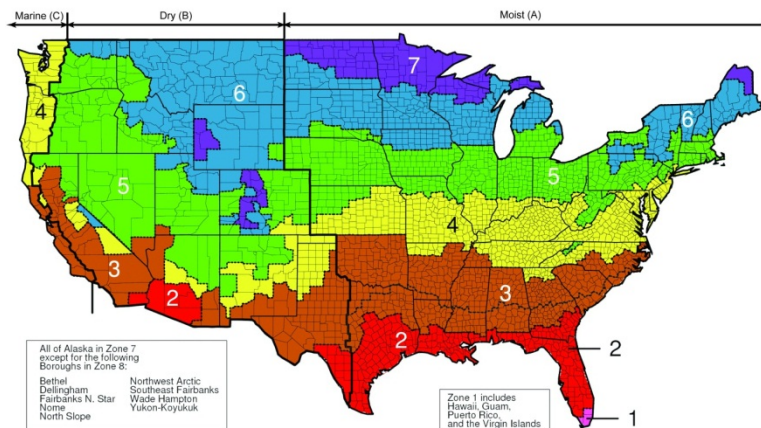 Marine (C) Dry (B) Moist (A)
7
6
6
4
5
5
4
3
3
2
2
2
1
All of Alaska in Zone 7
except for the following
Boroughs in Zone 8:
Bethel Northwest Arctic
Dellingham Southeast Fairbanks
Fairbanks N. Star Wade Hampton
Nome Yukon-Koyukuk
North Slope
Zone 1 includes
Hawaii, Guam,
Puerto Rico,
and the Virgin Islands